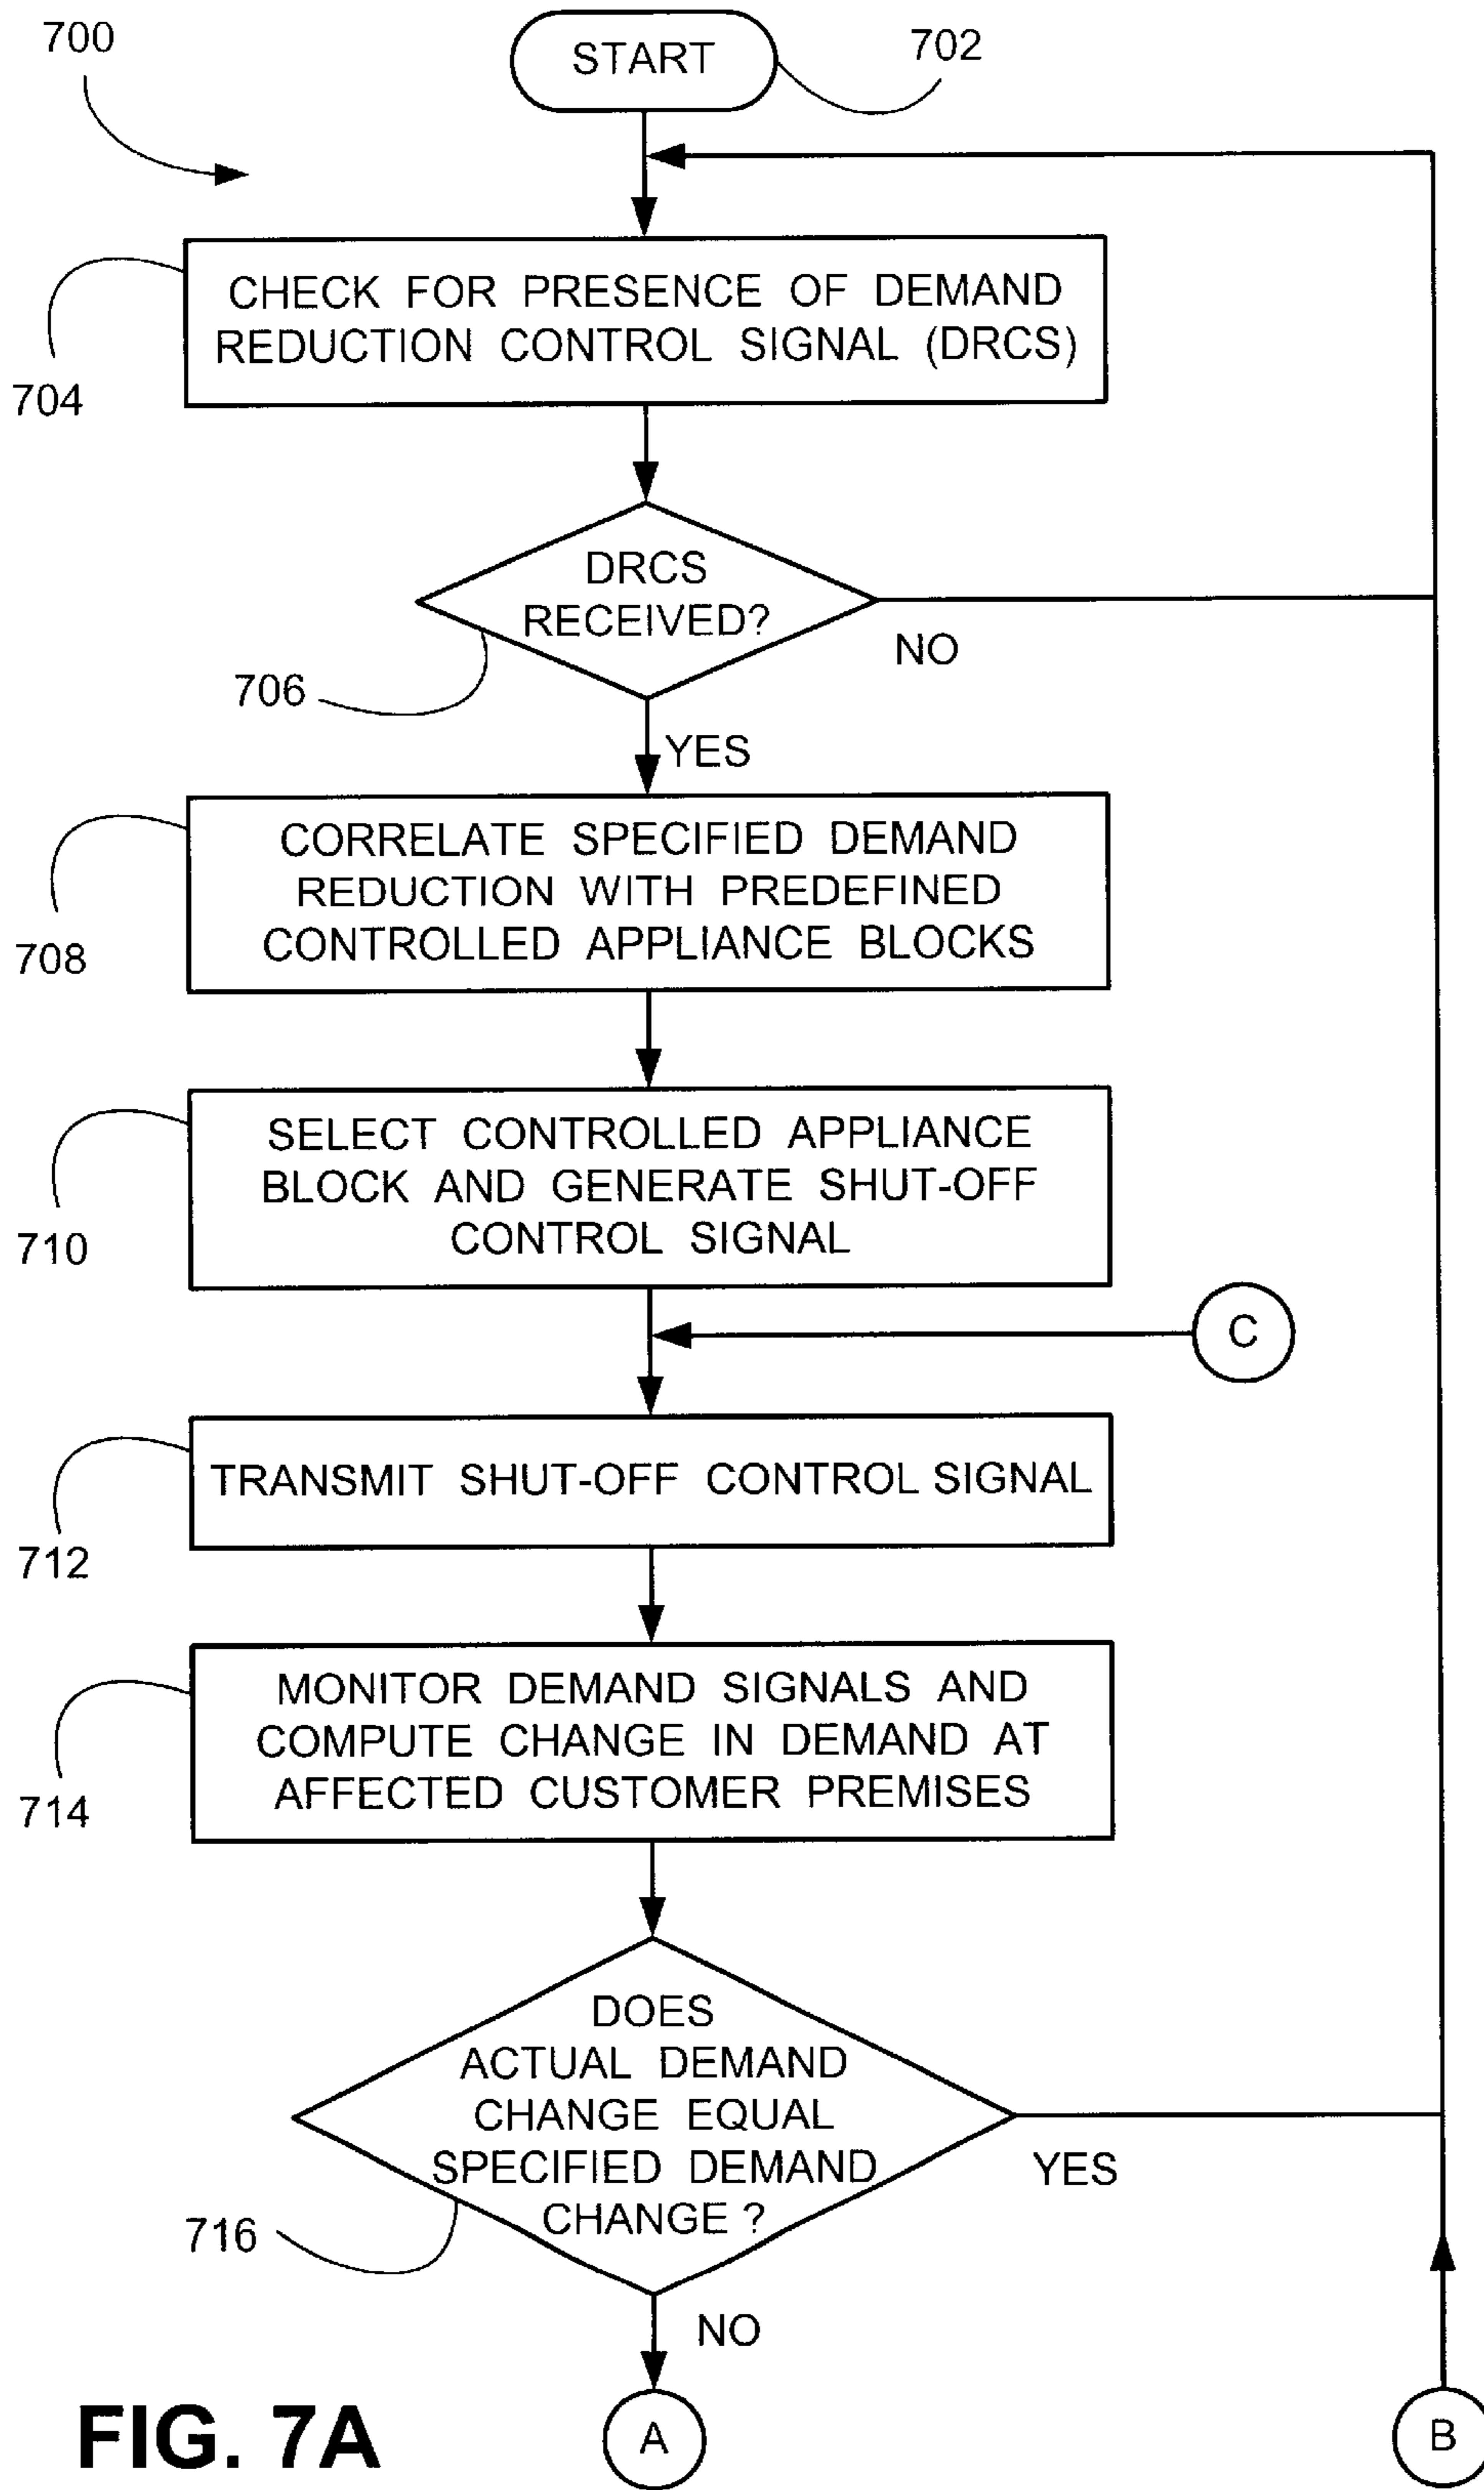 700
START
702
CHECK FOR PRESENCE OF DEMAND
REDUCTION CONTROL SIGNAL (DRCS)
704
DRCS
RECEIVED?
NO
706
YES
CORRELATE SPECIFIED DEMAND
REDUCTION WITH PREDEFINED
CONTROLLED APPLIANCE BLOCKS
708
SELECT CONTROLLED APPLIANCE
BLOCK AND GENERATE SHUT-OFF
CONTROL SIGNAL
710
C
TRANSMIT SHUT-OFF CONTROL SIGNAL
712
MONITOR DEMAND SIGNALS AND
COMPUTE CHANGE IN DEMAND AT
AFFECTED CUSTOMER PREMISES
714
DOES
ACTUAL DEMAND
CHANGE EQUAL
SPECIFIED DEMAND
CHANGE ?
YES
716
NO
FIG. 7A
A
B